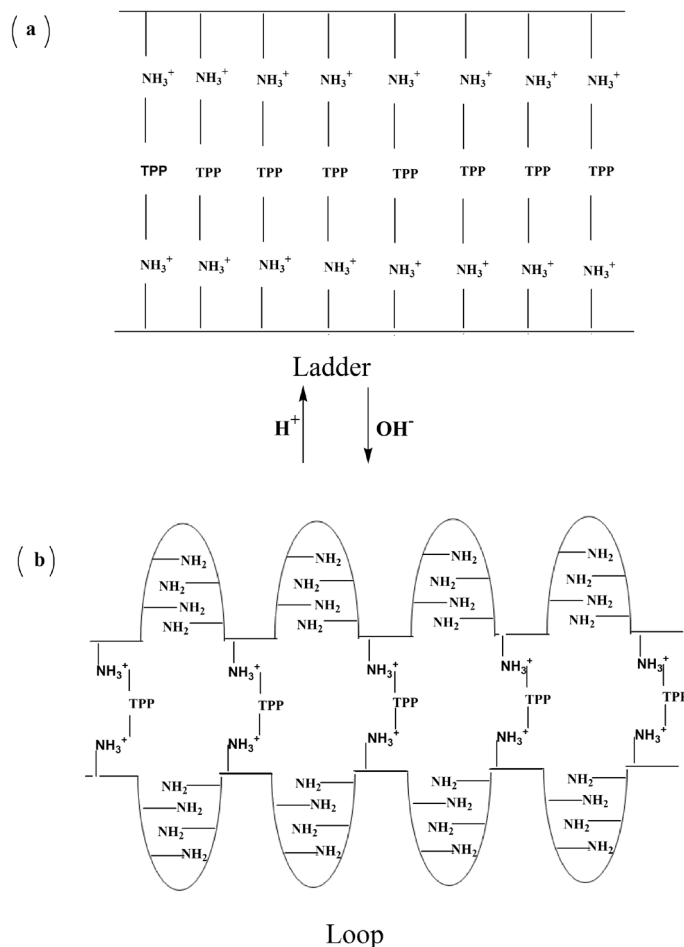 (a)
NH₃⁺ NH₃⁺ NH₃⁺ NH₃⁺ NH₃⁺ NH₃⁺ NH₃⁺ NH₃⁺
TPP TPP TPP TPP TPP TPP TPP TPP
NH₃⁺ NH₃⁺ NH₃⁺ NH₃⁺ NH₃⁺ NH₃⁺ NH₃⁺ NH₃⁺
Ladder
H⁺ OH⁻
(b)
NH₂ NH₂ NH₂ NH₂
NH₂ NH₂ NH₂ NH₂
NH₂ NH₂ NH₂ NH₂
NH₂ NH₂ NH₂ NH₂
NH₃⁺ NH₃⁺ NH₃⁺ NH₃⁺ NH₃⁺
TPP TPP TPP TPP TPP
NH₃⁺ NH₃⁺ NH₃⁺ NH₃⁺ NH₃⁺
NH₂ NH₂ NH₂ NH₂
NH₂ NH₂ NH₂ NH₂
NH₂ NH₂ NH₂ NH₂
NH₂ NH₂ NH₂ NH₂
Loop